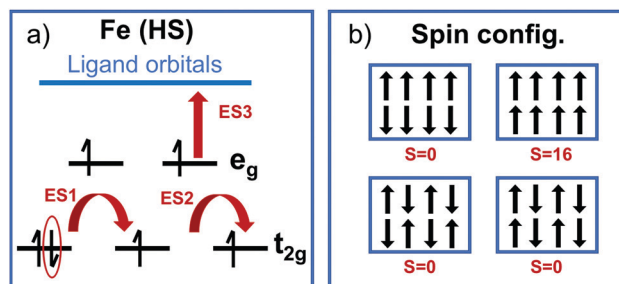 a)
Fe (HS)
Ligand orbitals
ES3
e_g
ES1
ES2
t_2g
b)
Spin config.
S=0
S=16
S=0
S=0